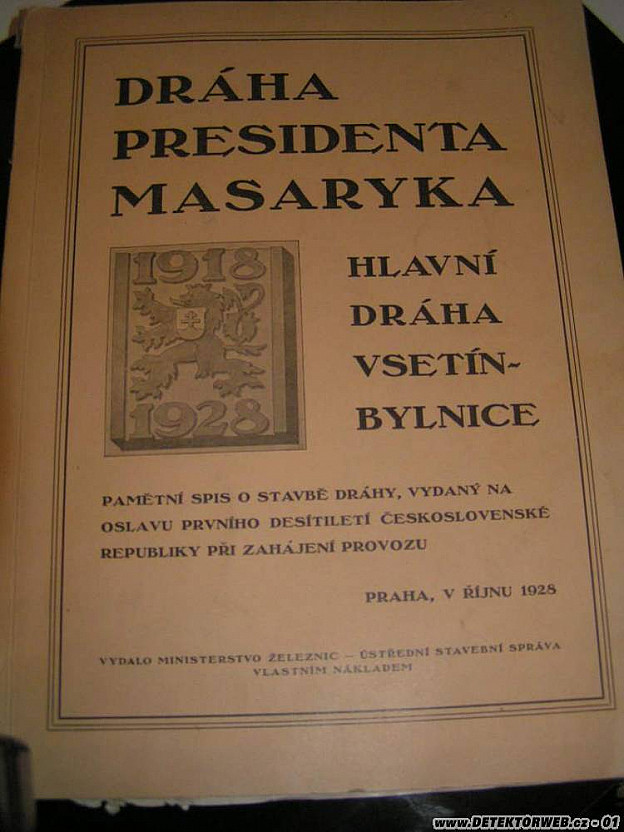 DRÁHA
PRESIDENTA
MASARYKA
1918
1928
HLAVNÍ
DRÁHA
VSETÍN-
BYLNICE
PAMĚTNÍ SPIS O STAVBĚ DRÁHY, VYDANÝ NA
OSLAVU PRVNÍHO DESÍTILETÍ ČESKOSLOVENSKÉ
REPUBLIKY PŘI ZAHÁJENÍ PROVOZU
PRAHA, V ŘÍJNU 1928
VYDALO MINISTERSTVO ŽELEZNIC – ÚSTŘEDNÍ STAVEBNÍ SPRÁVA
VLASTNÍM NÁKLADEM
www.DETEKTORWEB.cz - 01